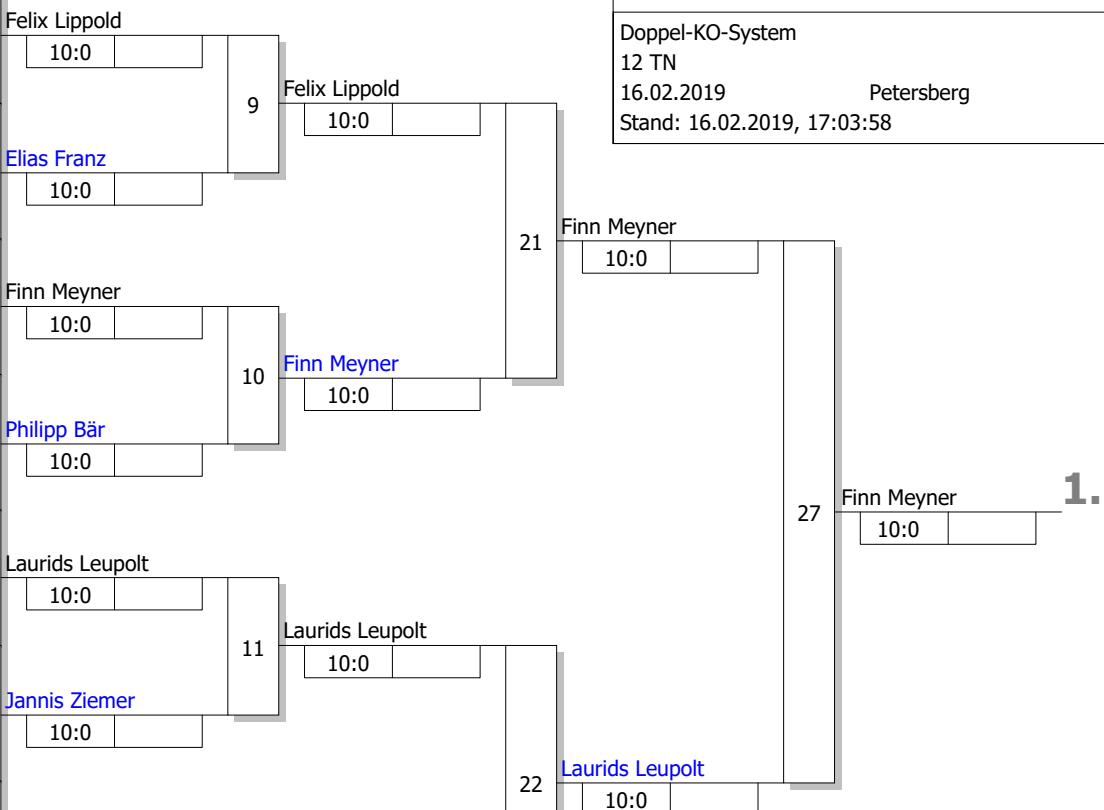 Doppel-KO-System
12 TN
16.02.2019 Petersberg
Stand: 16.02.2019, 17:03:58
Felix Lippold
10:0
9
Felix Lippold
10:0
Elias Franz
10:0
21
Finn Meyner
10:0
Finn Meyner
10:0
10
Finn Meyner
10:0
Philipp Bär
10:0
27
Finn Meyner
1.
10:0
Laurids Leupolt
10:0
11
Laurids Leupolt
10:0
Jannis Ziemer
10:0
22
Laurids Leupolt
10:0